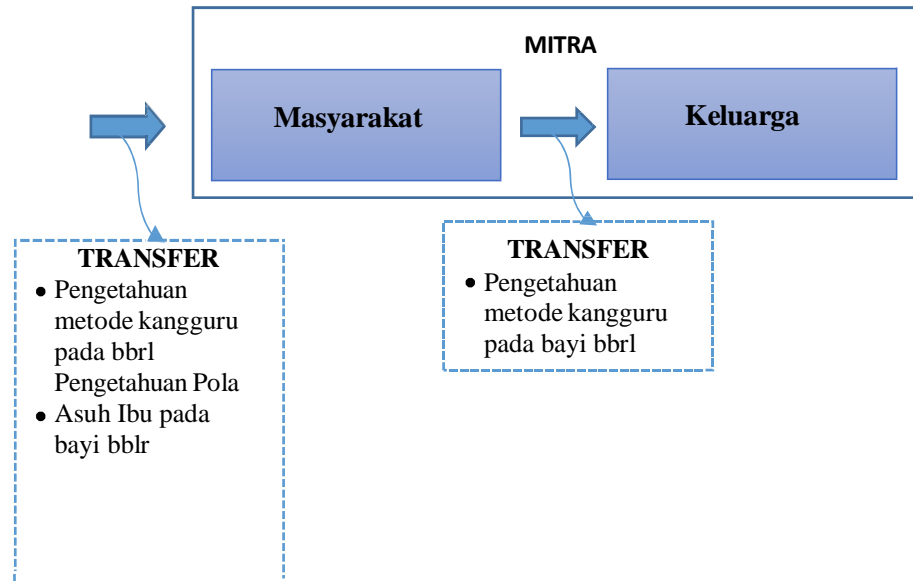 MITRA
Masyarakat
Keluarga
TRANSFER
• Pengetahuan
metode kangguru
pada bbrl
Pengetahuan Pola
• Asuh Ibu pada
bayi bblr
TRANSFER
• Pengetahuan
metode kangguru
pada bayi bbrl